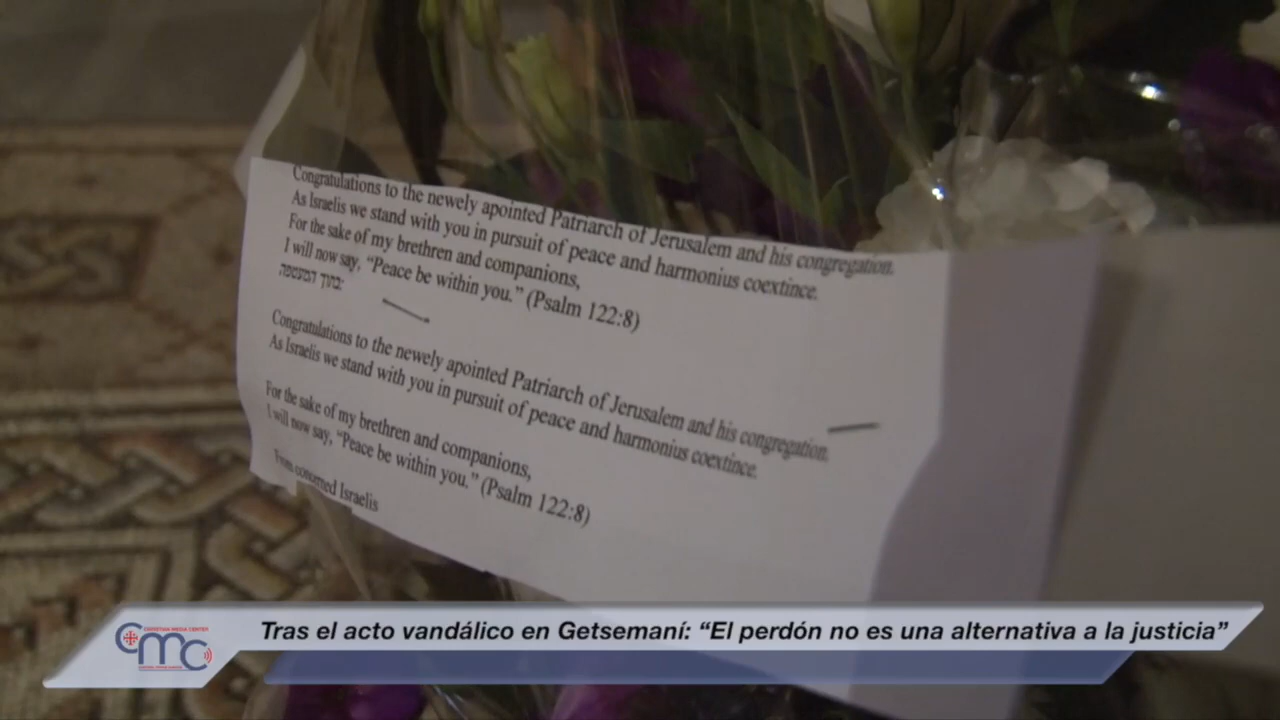 Congratulations to the newely apointed Patriarch of Jerusalem and his congregation.
As Israelis we stand with you in pursuit of peace and harmonius coextince.
For the sake of my brethren and companions,
I will now say, “Peace be within you.” (Psalm 122:8)
בתוך המעטפה:
Congratulations to the newely apointed Patriarch of Jerusalem and his congregation.
As Israelis we stand with you in pursuit of peace and harmonius coextince.
For the sake of my brethren and companions,
I will now say, “Peace be within you.” (Psalm 122:8)
From concerned Israelis
CHRISTIAN MEDIA CENTER
CMC
Tras el acto vandálico en Getsemaní: “El perdón no es una alternativa a la justicia”